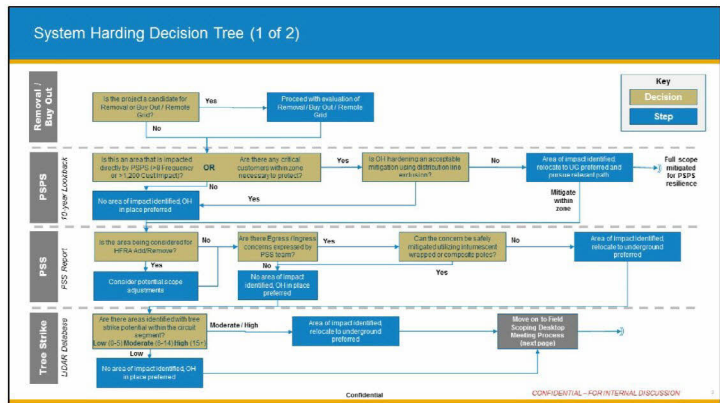 System Harding Decision Tree (1 of 2)
Key
Decision
Step
Removal /
Buy Out
Is the project a candidate for
Removal or Buy Out / Remote
Grid?
Yes
Proceed with evaluation of
Removal / Buy Out / Remote
Grid
No
PSPS
10-year Lookback
Is this an area that is impacted
directly by PSPS (>8 Frequency
or >1,200 Cust Impact)?
OR
Are there any critical
customers within zone
necessary to protect?
Yes
Is OH hardening an acceptable
mitigation using distribution line
exclusion?
No
Area of impact identified,
relocate to UG preferred and
pursue relevant path
Full scope
mitigated
for PSPS
resilience
No
Yes
No area of impact identified, OH
in place preferred
Mitigate
within
zone
PSS
PSS Report
Is the area being considered for
HFRA Add/Remove?
No
Are there Egress / Ingress
concerns expressed by
PSS team?
Yes
Can the concern be safely
mitigated utilizing intumescent
wrapped or composite poles?
No
Area of impact identified,
relocate to underground
preferred
Yes
No
Yes
Consider potential scope
adjustments
No area of impact
identified, OH in place
preferred
Tree Strike
LiDAR Database
Are there areas identified with tree
strike potential within the circuit
segment?
Low (0-5) Moderate (6-14) High (15+)
Moderate / High
Area of impact identified,
relocate to underground
preferred
Move on to Field
Scoping Desktop
Meeting Process
(next page)
Low
No area of impact identified, OH
in place preferred
Confidential
CONFIDENTIAL – FOR INTERNAL DISCUSSION